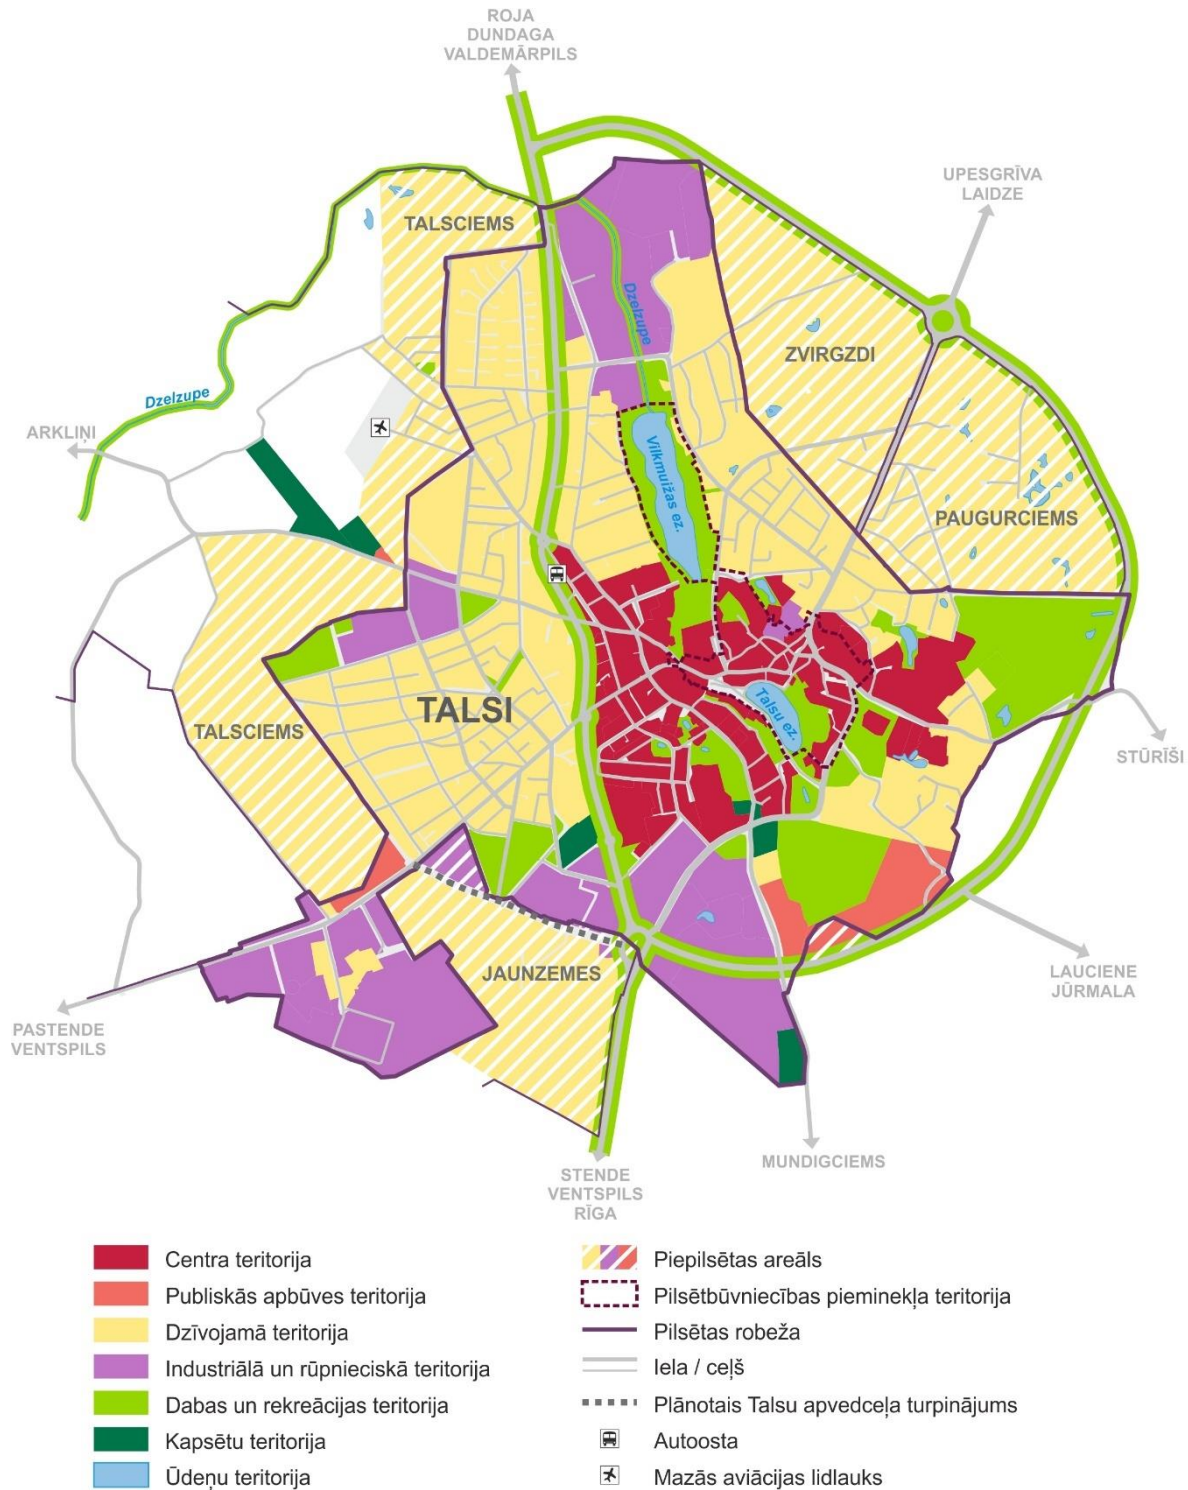 ROJA
DUNDAGA
VALDEMĀRPILS
UPESGRĪVA
LAIDZE
TALSCIEMS
Dzelzupe
ZVIRGZDI
Dzelzupe
ARKLIŅI
Vilkmuižas ez.
PAUGURCIEMS
TALSI
Talsu ez.
TALSCIEMS
STŪRĪŠI
JAUNZEMES
LAUCIENE
JŪRMALA
PASTENDE
VENTSPILS
MUNDIGCIEMS
STENDE
VENTSPILS
RĪGA
Centra teritorija
Publiskās apbūves teritorija
Dzīvojamā teritorija
Industriālā un rūpnieciskā teritorija
Dabas un rekreācijas teritorija
Kapsētu teritorija
Ūdeņu teritorija
Piepilsētas areāls
Pilsētbūvniecības pieminekļa teritorija
Pilsētas robeža
Iela / ceļš
Plānotais Talsu apvedceļa turpinājums
Autoosta
Mazās aviācijas lidlauks